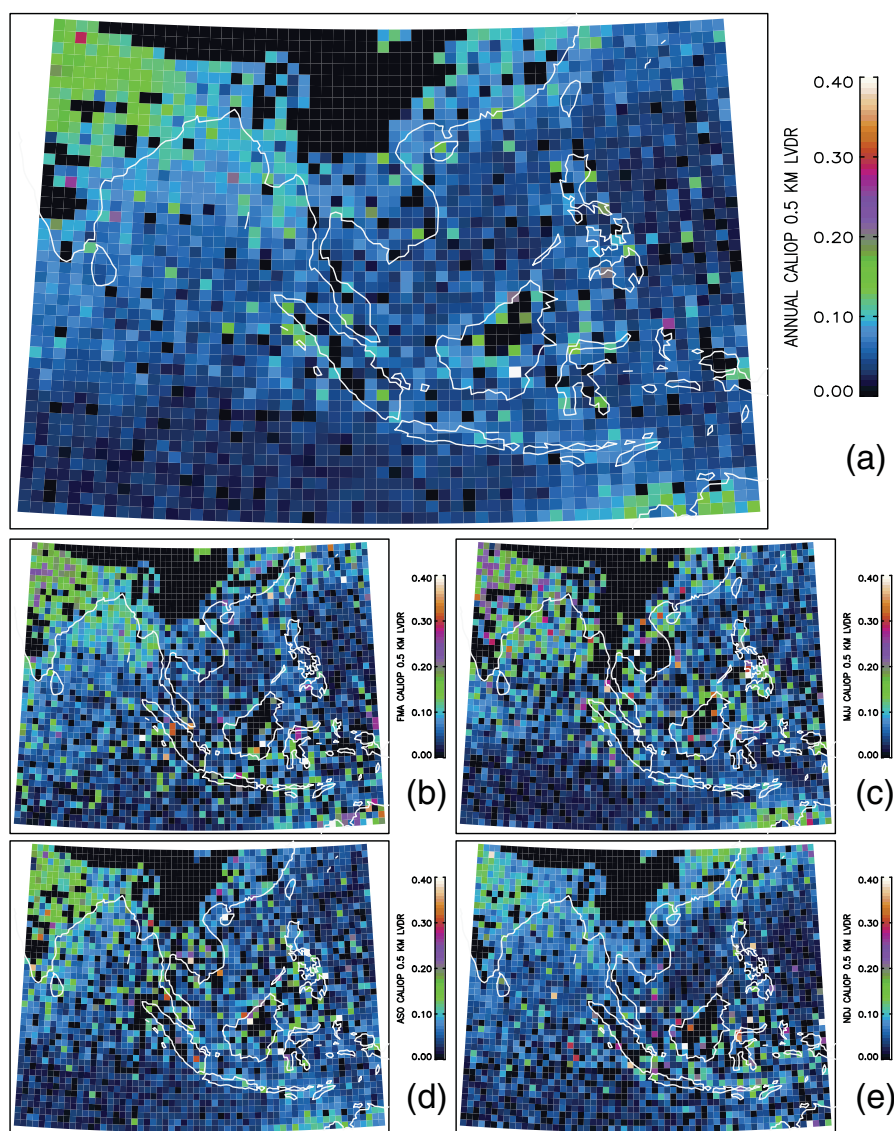 0.40
0.30
0.20
0.10
0.00
ANNUAL CALIOP 0.5 KM LVDR
(a)
0.40
0.30
0.20
0.10
0.00
FMA CALIOP 0.5 KM LVDR
(b)
0.40
0.30
0.20
0.10
0.00
MJJ CALIOP 0.5 KM LVDR
(c)
0.40
0.30
0.20
0.10
0.00
ASO CALIOP 0.5 KM LVDR
(d)
0.40
0.30
0.20
0.10
0.00
NDJ CALIOP 0.5 KM LVDR
(e)